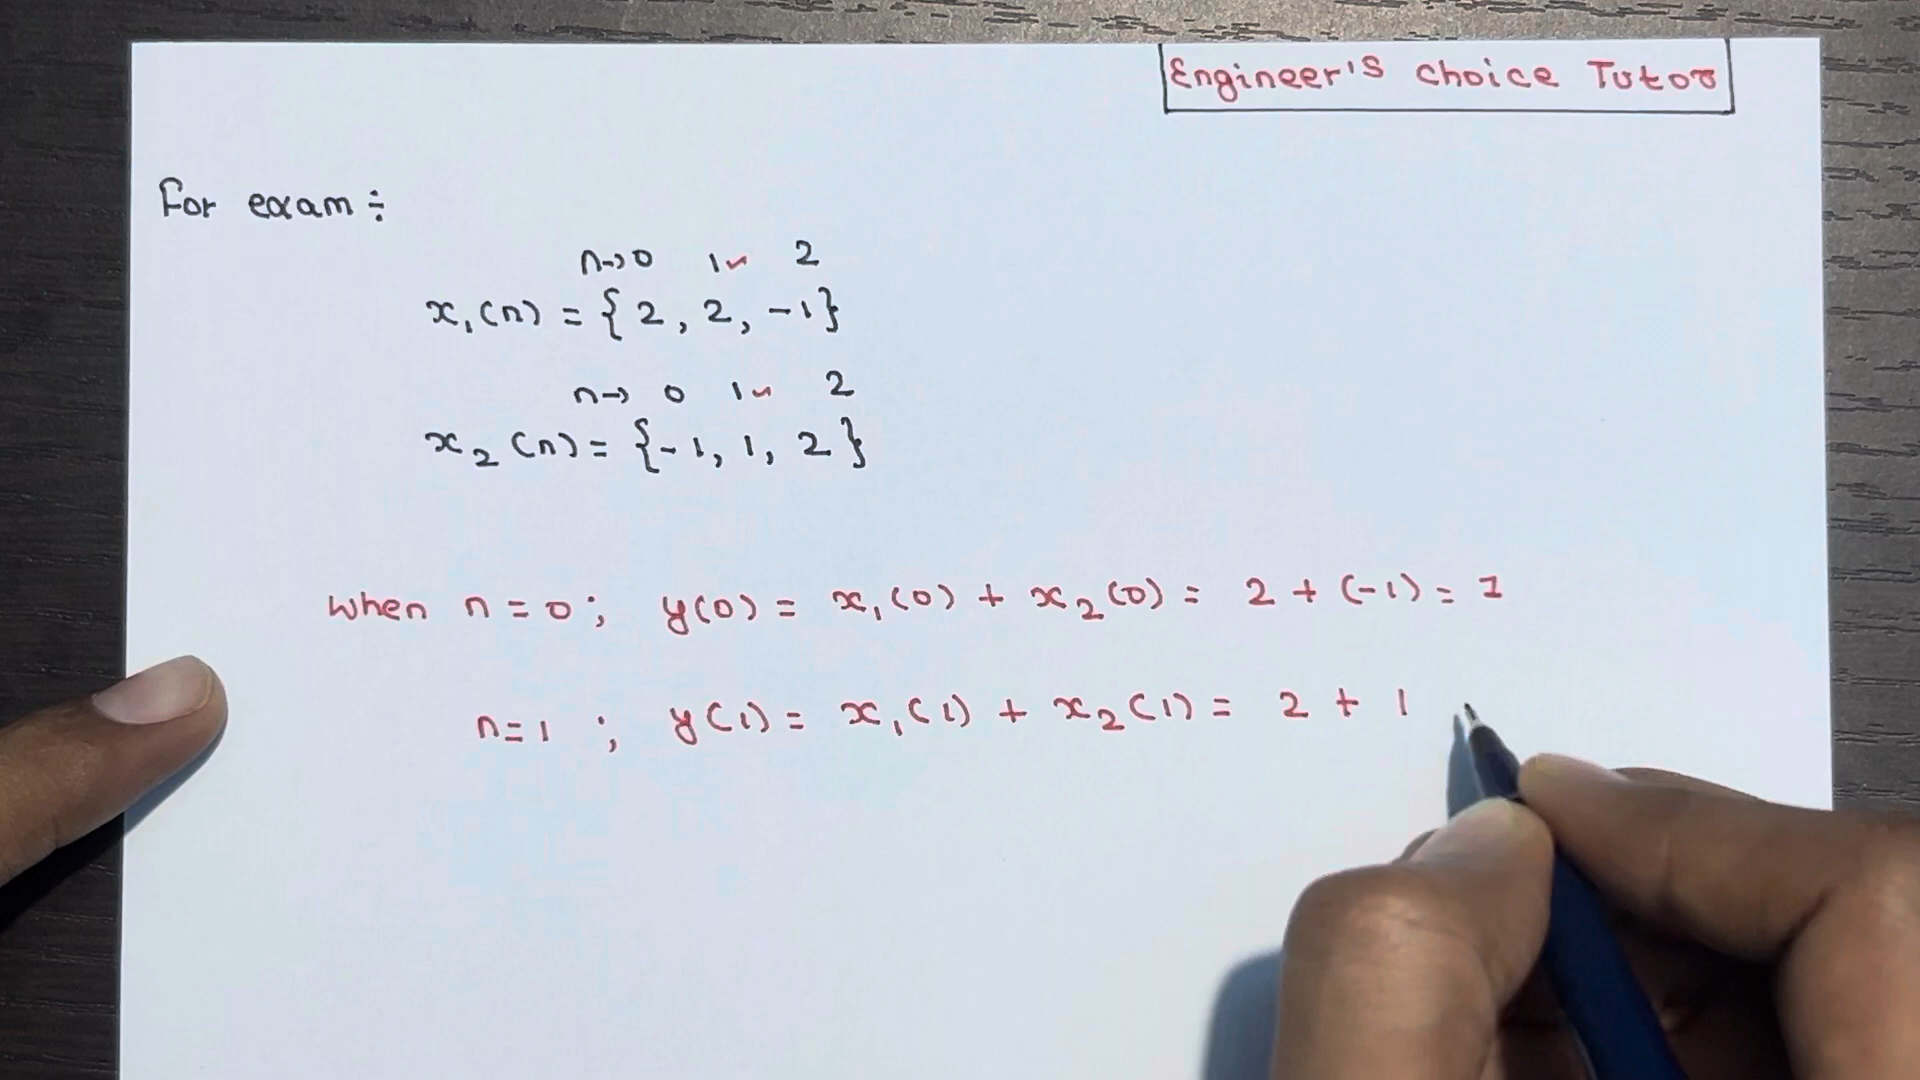 Engineer's Choice Tutor
For exam ÷
n→ 0 1 2
x₁(n) = {2, 2, -1}
n→ 0 1 2
x₂(n) = {-1, 1, 2}
when n = 0; y(0) = x₁(0) + x₂(0) = 2 + (-1) = 1
n=1 ; y(1) = x₁(1) + x₂(1) = 2 + 1